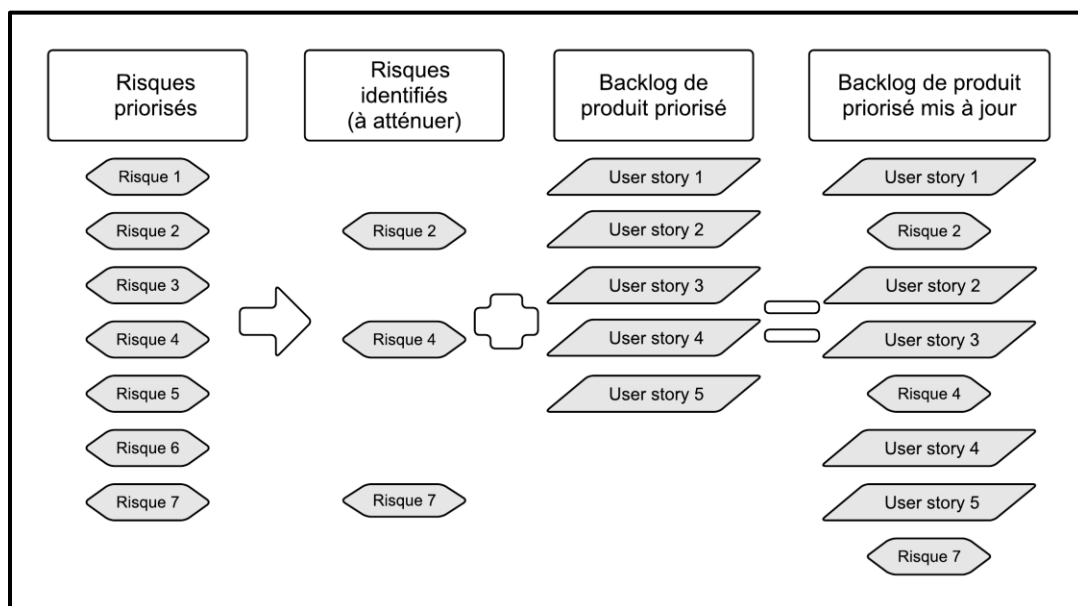 Risques
priorisés
Risques
identifiés
(à atténuer)
Backlog de
produit priorisé
Backlog de produit
priorisé mis à jour
Risque 1
Risque 2
Risque 3
Risque 4
Risque 5
Risque 6
Risque 7
Risque 2
Risque 4
Risque 7
User story 1
User story 2
User story 3
User story 4
User story 5
User story 1
Risque 2
User story 2
User story 3
Risque 4
User story 4
User story 5
Risque 7